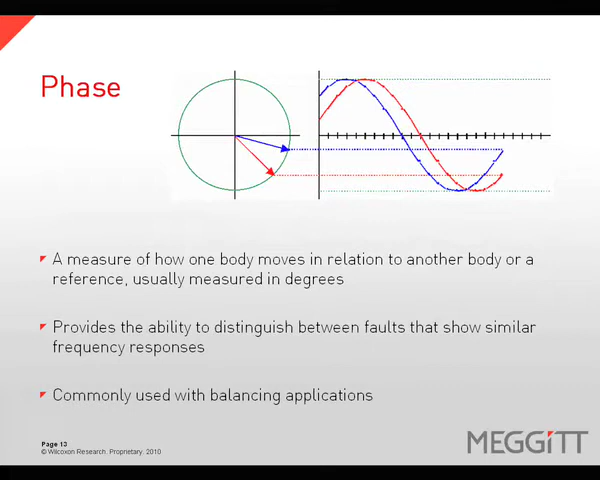 Phase
A measure of how one body moves in relation to another body or a
reference, usually measured in degrees
Provides the ability to distinguish between faults that show similar
frequency responses
Commonly used with balancing applications
Page 13
© Wilcoxon Research. Proprietary. 2010
MEGGiTT